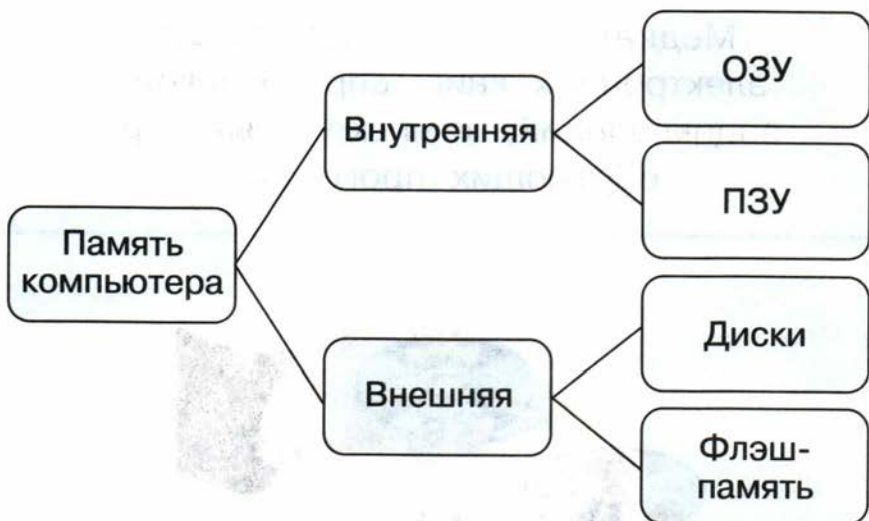 Память
компьютера
Внутренняя
ОЗУ
ПЗУ
Внешняя
Диски
Флэш-
память